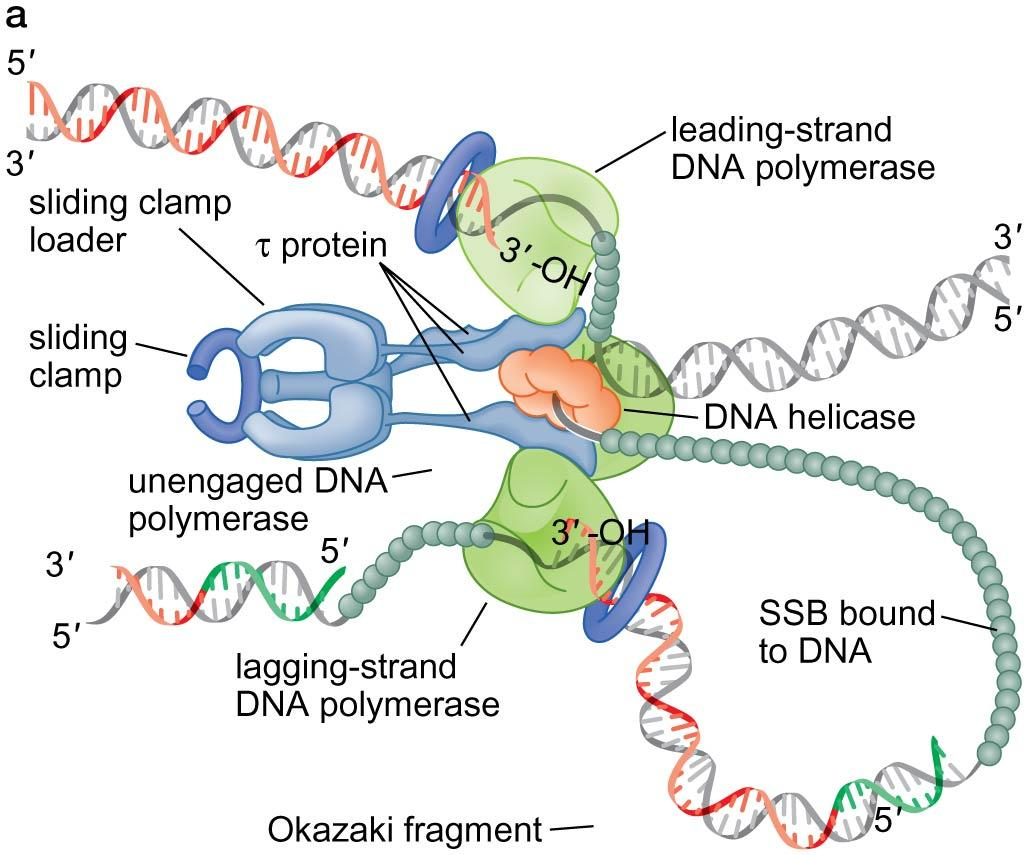 a
5′
3′
leading-strand
DNA polymerase
sliding clamp
loader
τ protein
3′-OH
3′
5′
sliding
clamp
DNA helicase
unengaged DNA
polymerase
3′
5′
5′
3′-OH
SSB bound
to DNA
lagging-strand
DNA polymerase
5′
Okazaki fragment